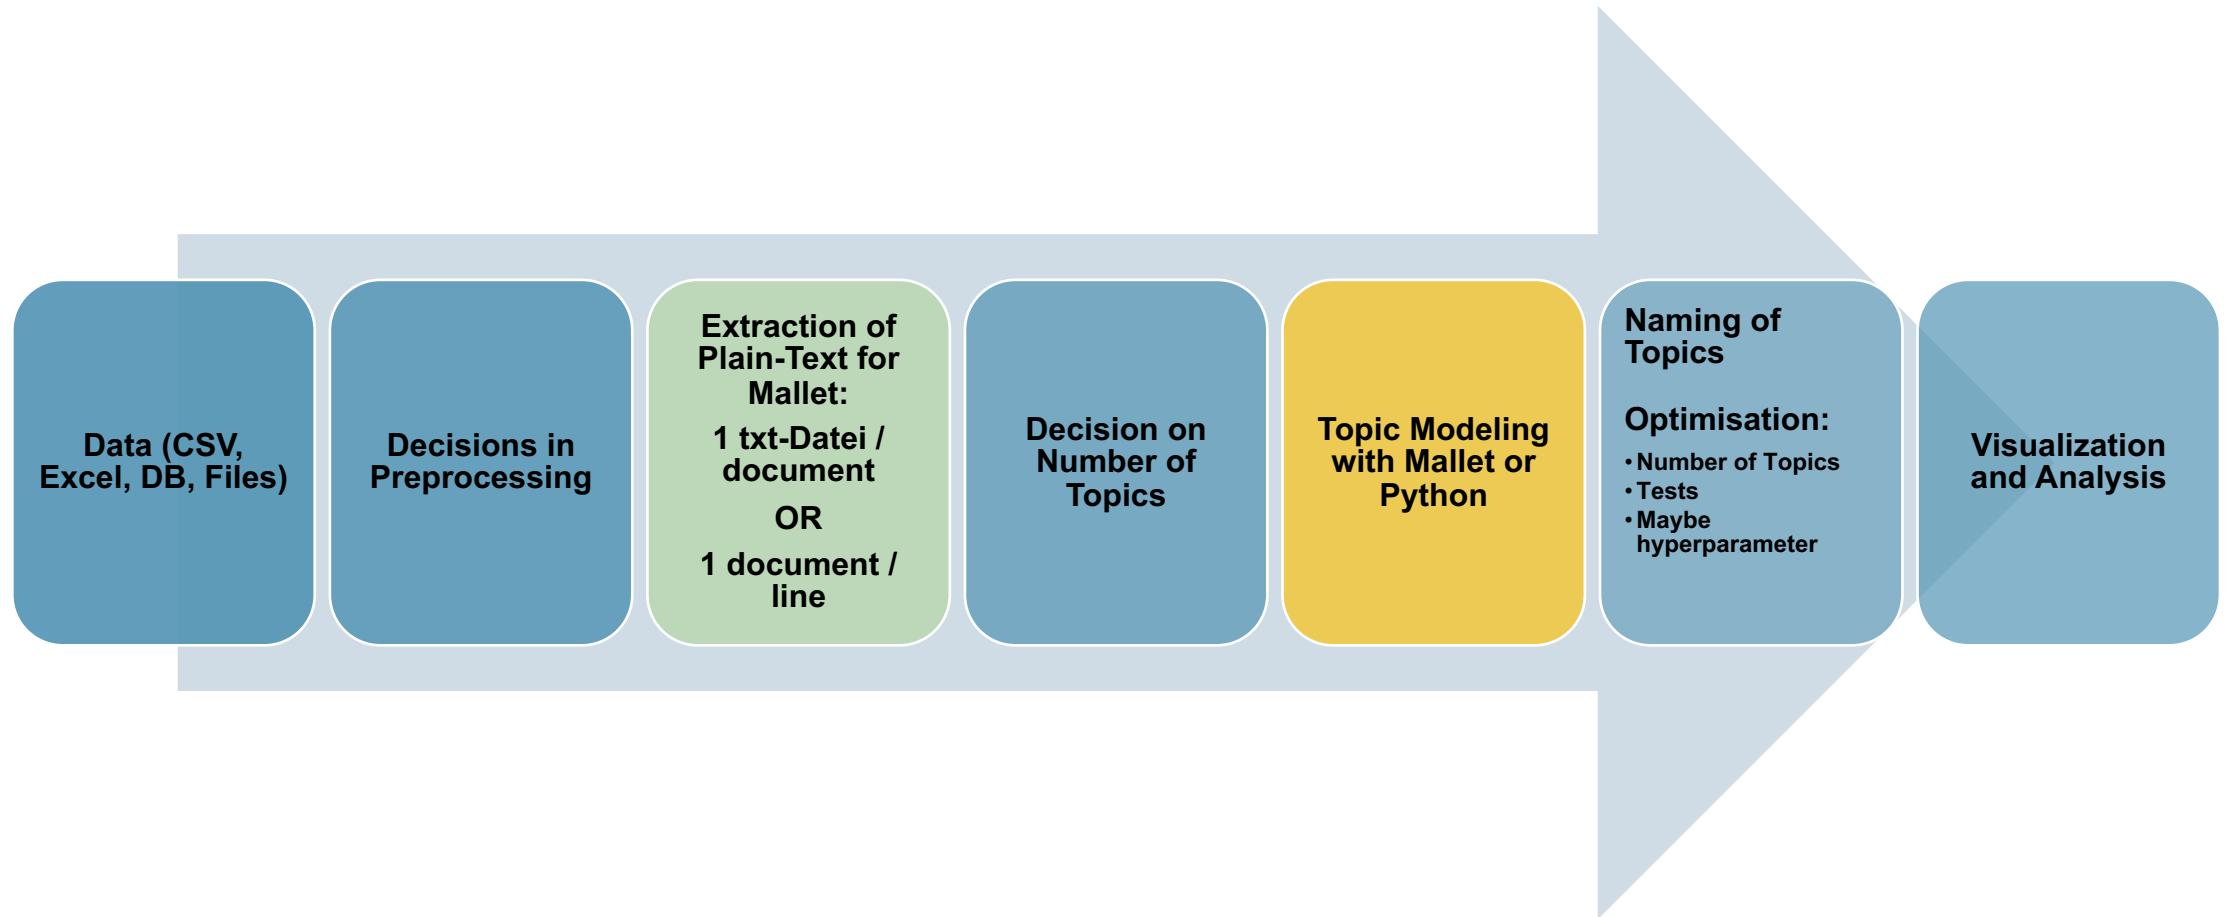 Data (CSV,
Excel, DB, Files)
Decisions in
Preprocessing
Extraction of
Plain-Text for
Mallet:
1 txt-Datei /
document
OR
1 document /
line
Decision on
Number of
Topics
Topic Modeling
with Mallet or
Python
Naming of
Topics
Optimisation:
• Number of Topics
• Tests
• Maybe
hyperparameter
Visualization
and Analysis